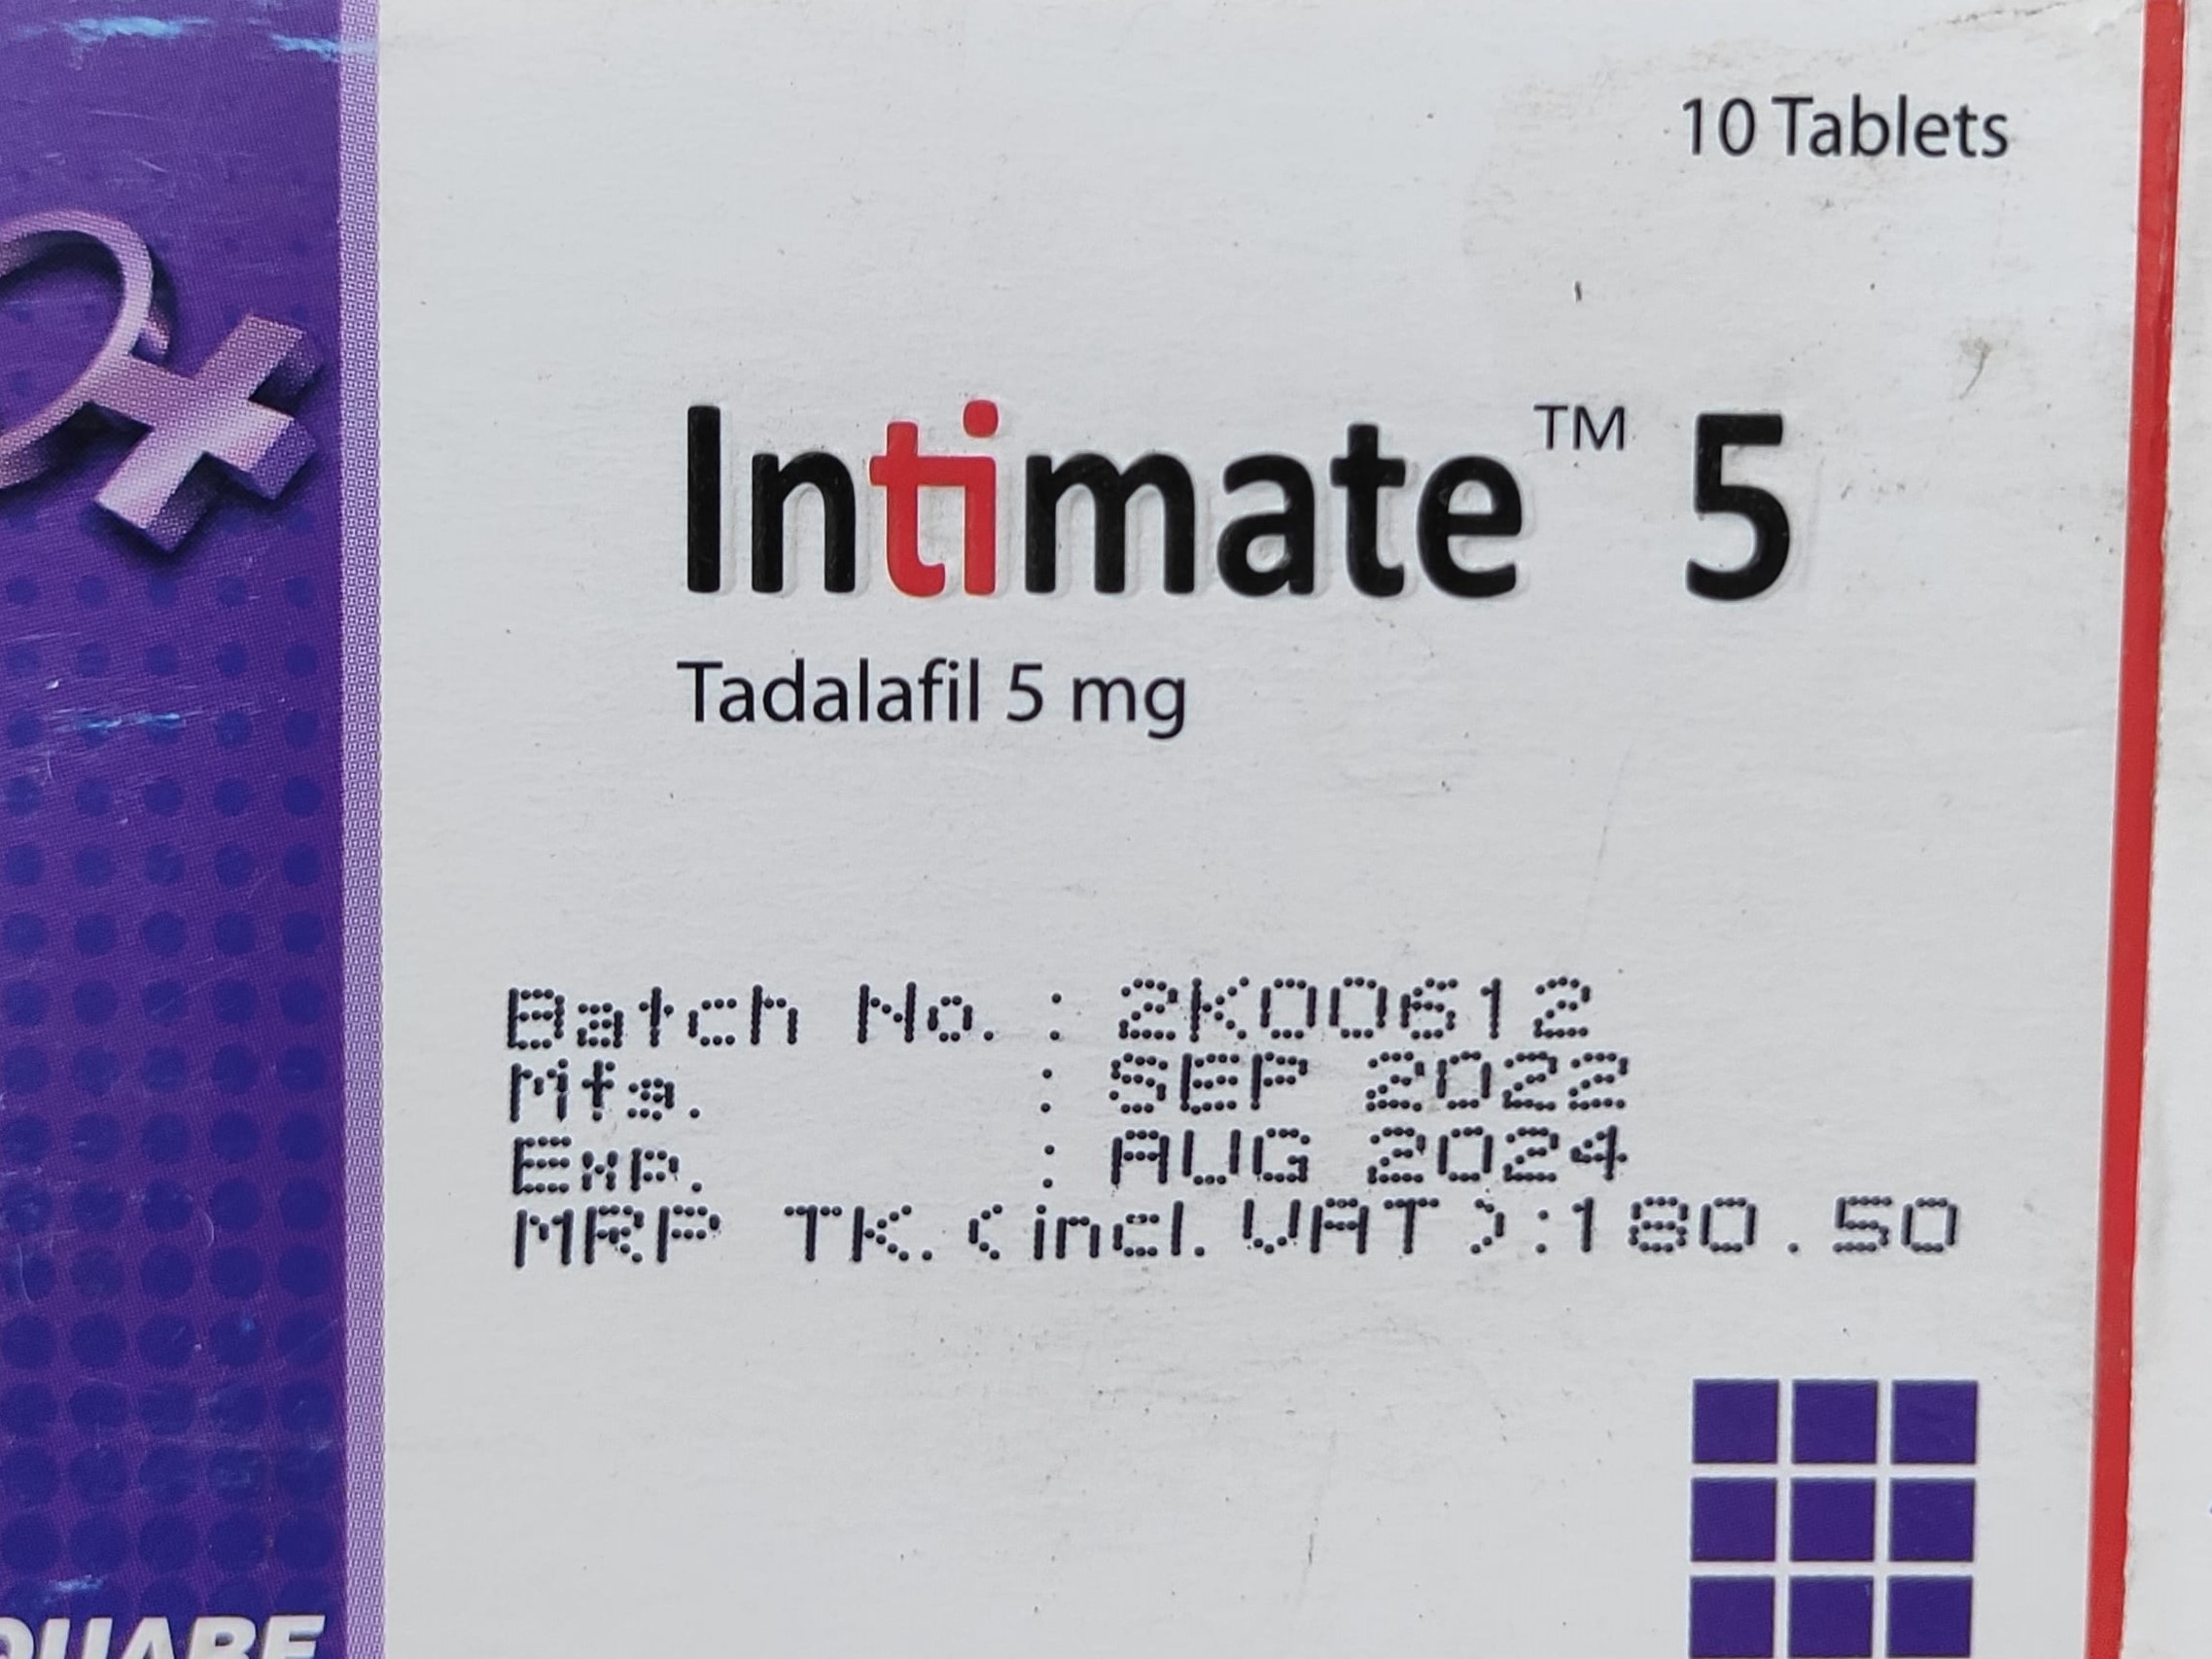 10 Tablets
Intimate™ 5
Tadalafil 5 mg
Batch No. : 2K00612
Mfg. : SEP 2022
Exp. : AUG 2024
MRP TK.(incl.VAT):180.50
QUARE